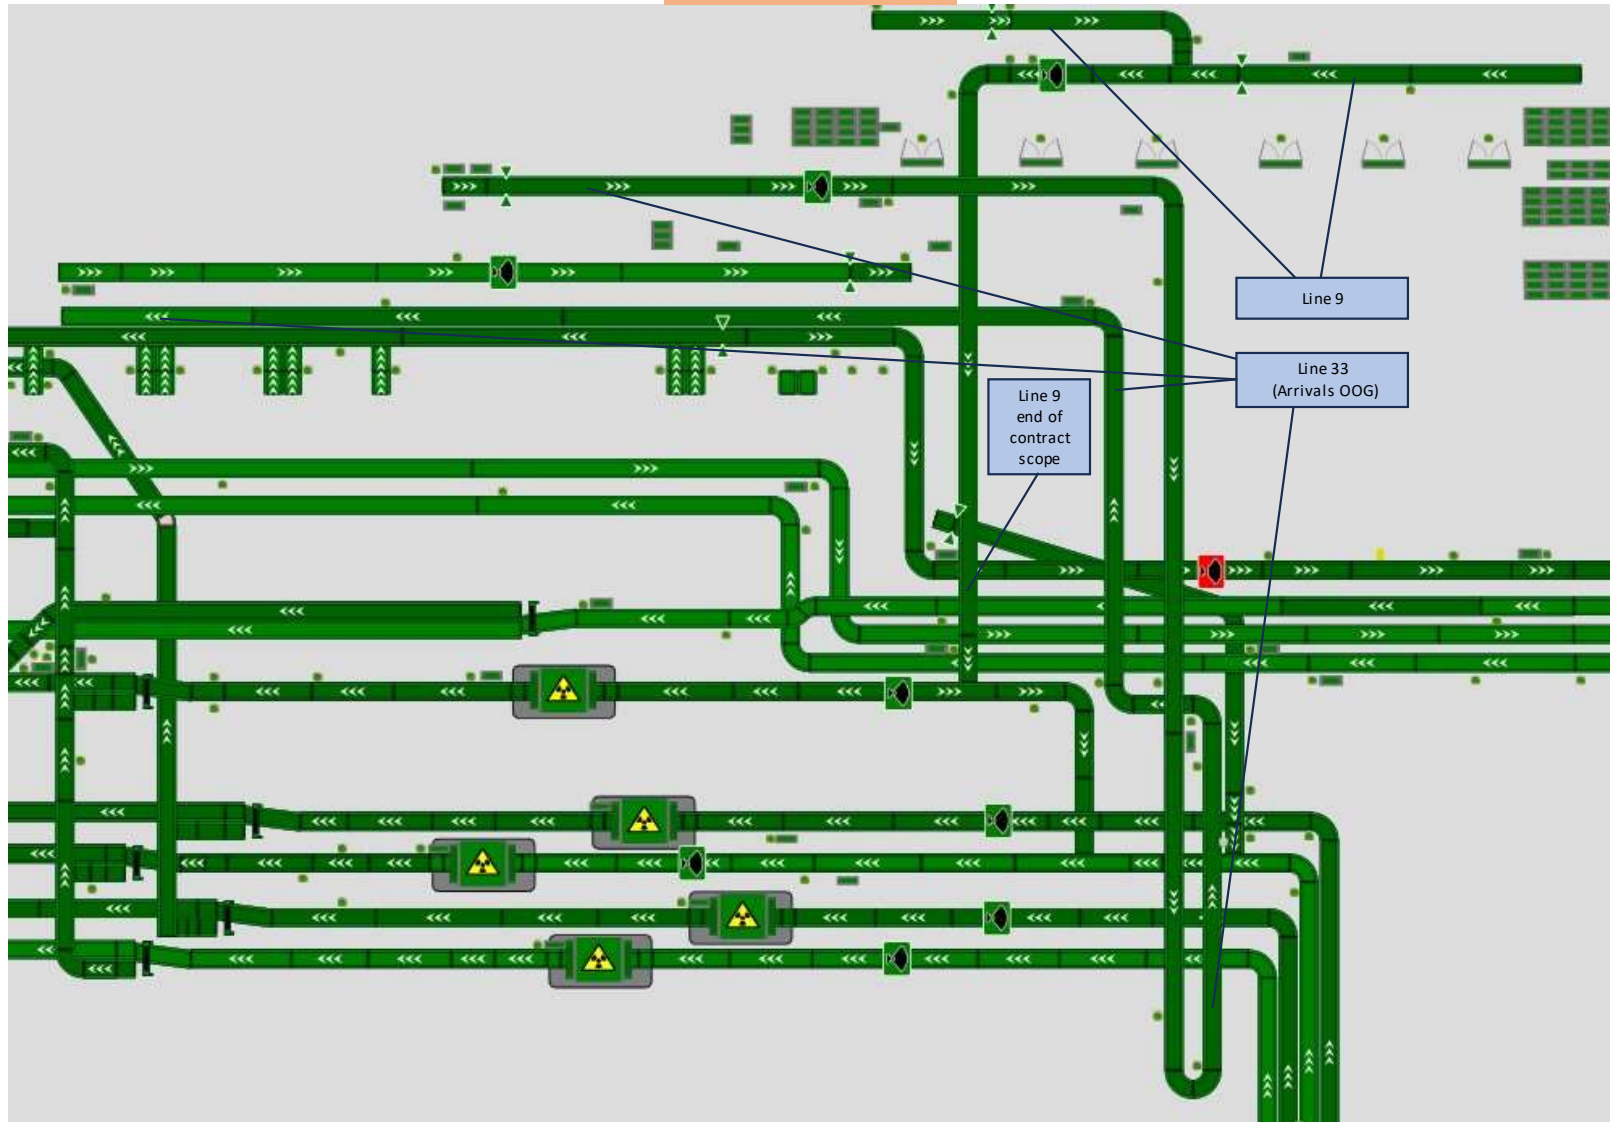 Line 9
Line 33
(Arrivals OOG)
Line 9
end of
contract
scope